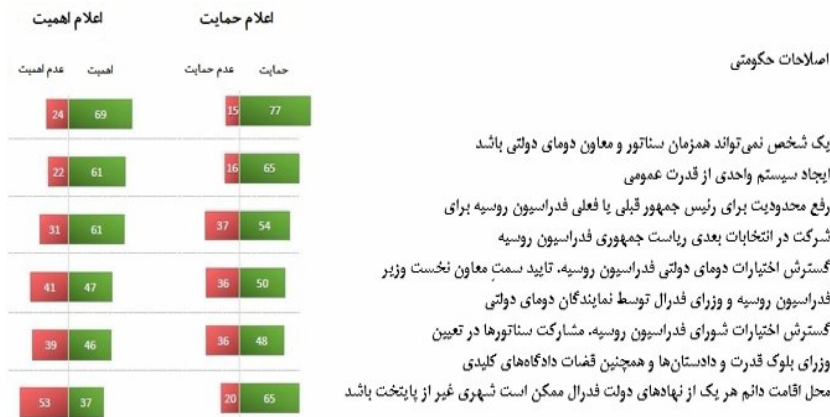 اعلام حمایت
اعلام اهمیت
حمایت
عدم حمایت
اهمیت
عدم اهمیت
اصلاحات حکومتی
77
15
69
24
یک شخص نمی‌تواند همزمان سناتور و معاون دومای دولتی باشد
65
16
61
22
ایجاد سیستم واحدی از قدرت عمومی
54
37
61
31
رفع محدودیت برای رئیس جمهور قبلی یا فعلی فدراسیون روسیه برای
شرکت در انتخابات بعدی ریاست جمهوری فدراسیون روسیه
50
36
47
41
گسترش اختیارات دومای دولتی فدراسیون روسیه. تایید سمتِ معاون نخست وزیر
فدراسیون روسیه و وزرای فدرال توسط نمایندگان دومای دولتی
48
36
46
39
گسترش اختیارات شورای فدراسیون روسیه. مشارکت سناتورها در تعیین
وزرای بلوک قدرت و دادستان‌ها و همچنین قضات دادگاه‌های کلیدی
65
20
37
53
محل اقامت دائم هر یک از نهادهای دولت فدرال ممکن است شهری غیر از پایتخت باشد